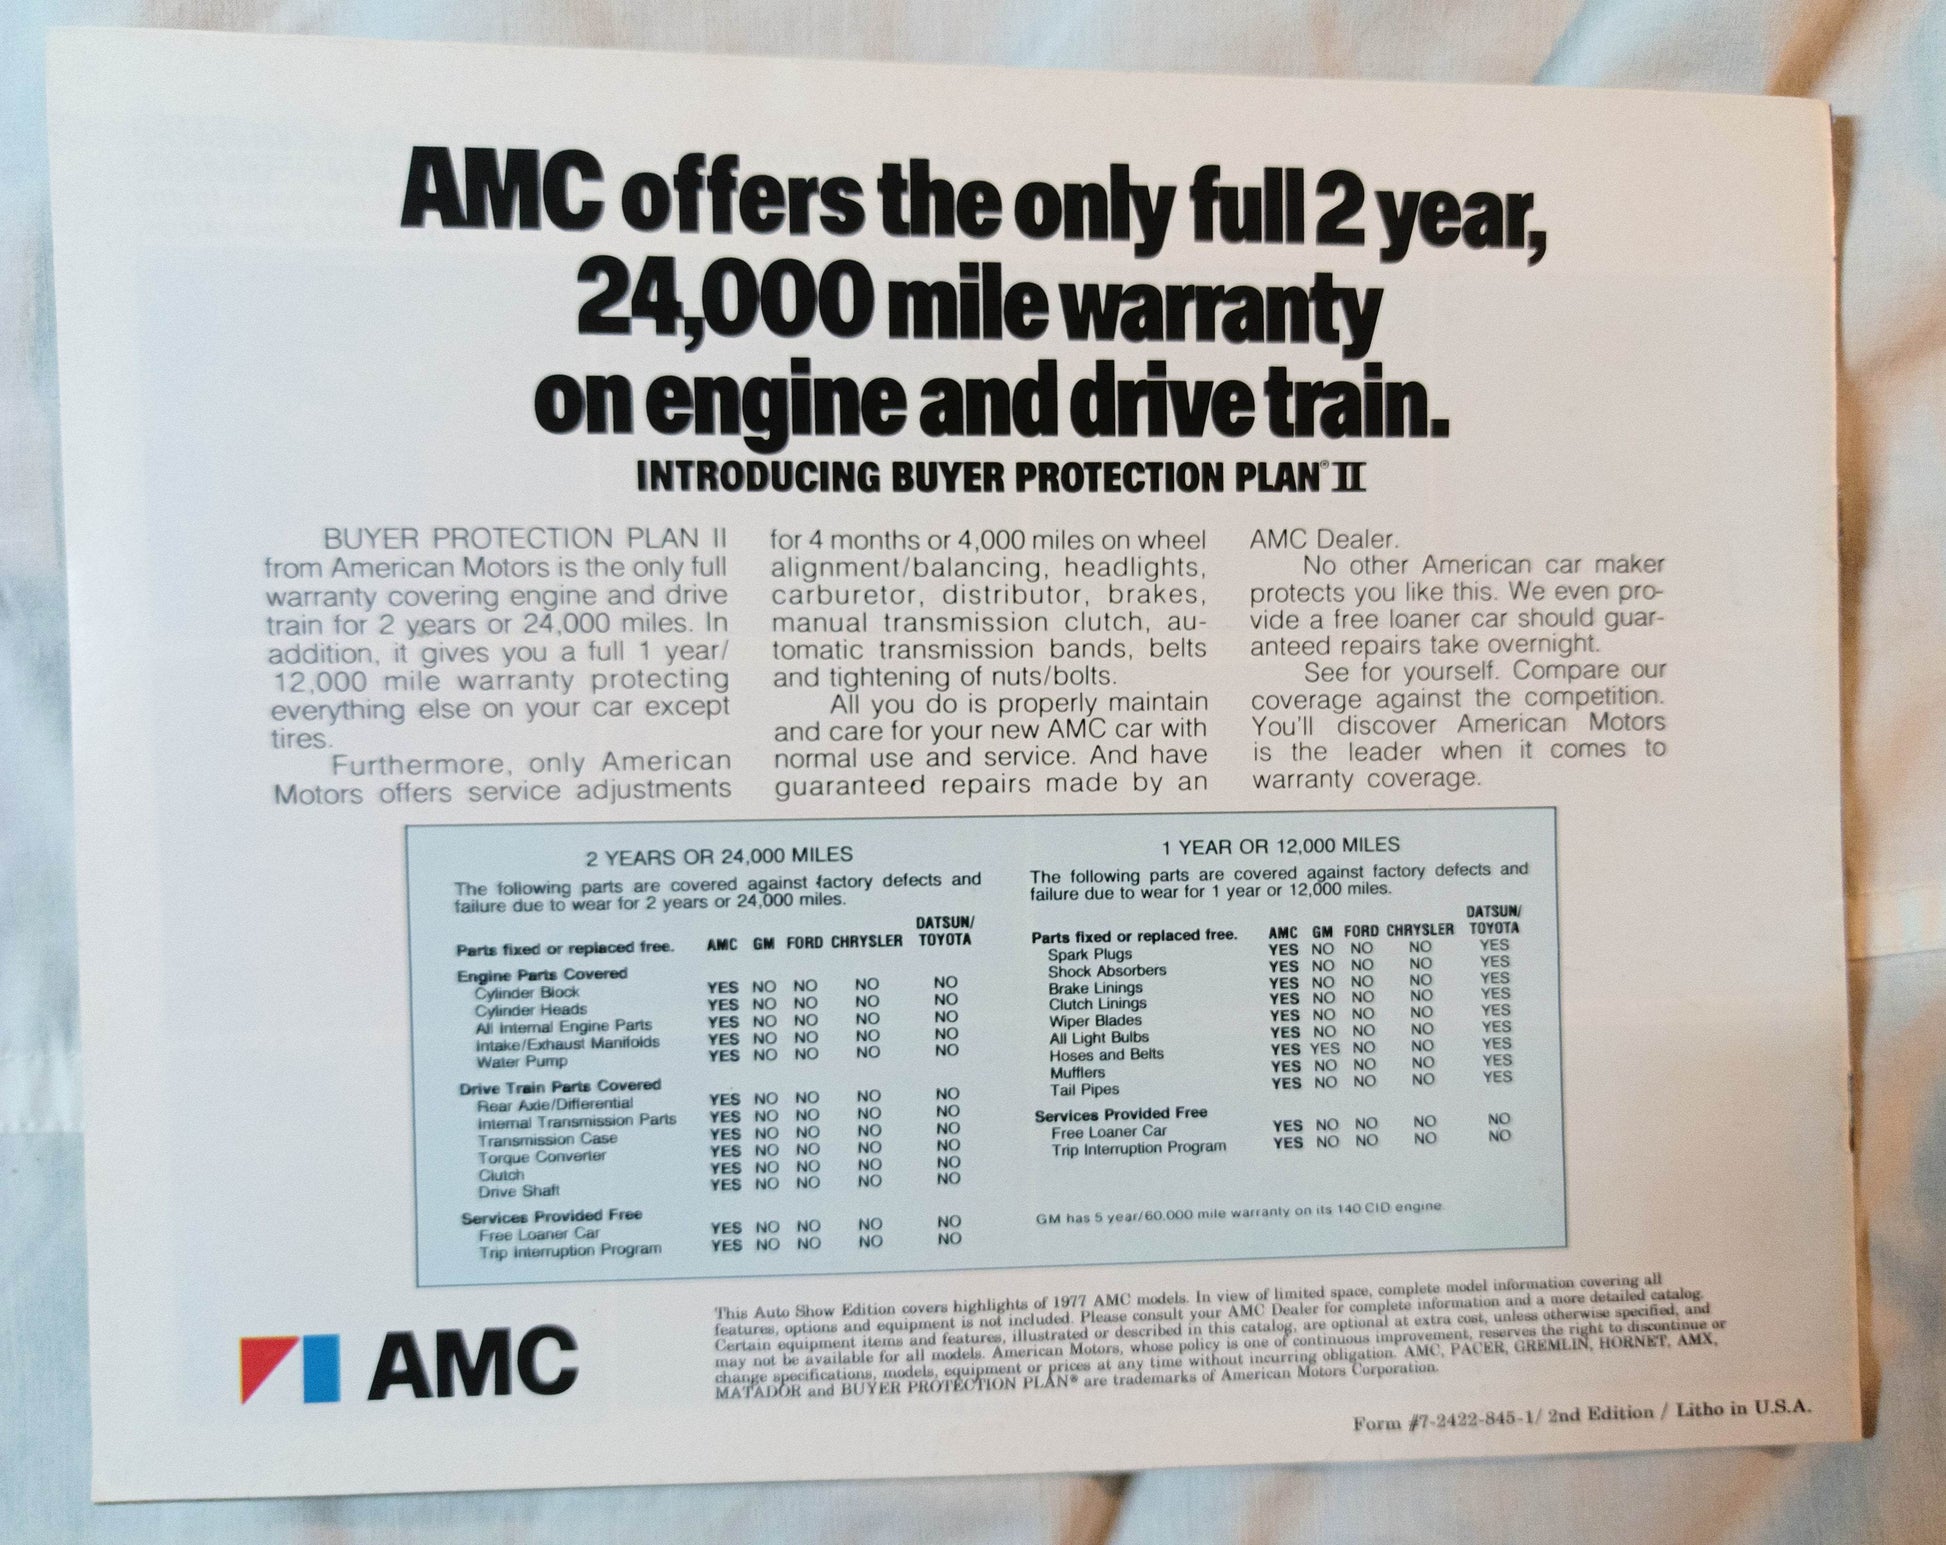 AMC offers the only full 2 year,
24,000 mile warranty
on engine and drive train.
INTRODUCING BUYER PROTECTION PLAN® II
BUYER PROTECTION PLAN II
from American Motors is the only full
warranty covering engine and drive
train for 2 years or 24,000 miles. In
addition, it gives you a full 1 year/
12,000 mile warranty protecting
everything else on your car except
tires.
Furthermore, only American
Motors offers service adjustments
for 4 months or 4,000 miles on wheel
alignment/balancing, headlights,
carburetor, distributor, brakes,
manual transmission clutch, au-
tomatic transmission bands, belts
and tightening of nuts/bolts.
All you do is properly maintain
and care for your new AMC car with
normal use and service. And have
guaranteed repairs made by an
AMC Dealer.
No other American car maker
protects you like this. We even pro-
vide a free loaner car should guar-
anteed repairs take overnight.
See for yourself. Compare our
coverage against the competition.
You'll discover American Motors
is the leader when it comes to
warranty coverage.
2 YEARS OR 24,000 MILES
The following parts are covered against factory defects and
failure due to wear for 2 years or 24,000 miles.
DATSUN/
Parts fixed or replaced free. AMC GM FORD CHRYSLER TOYOTA
Engine Parts Covered
Cylinder Block YES NO NO NO NO
Cylinder Heads YES NO NO NO NO
All Internal Engine Parts YES NO NO NO NO
Intake/Exhaust Manifolds YES NO NO NO NO
Water Pump YES NO NO NO NO
Drive Train Parts Covered
Rear Axle/Differential YES NO NO NO NO
Internal Transmission Parts YES NO NO NO NO
Transmission Case YES NO NO NO NO
Torque Converter YES NO NO NO NO
Clutch YES NO NO NO NO
Drive Shaft YES NO NO NO NO
Services Provided Free
Free Loaner Car YES NO NO NO NO
Trip Interruption Program YES NO NO NO NO
1 YEAR OR 12,000 MILES
The following parts are covered against factory defects and
failure due to wear for 1 year or 12,000 miles.
DATSUN/
Parts fixed or replaced free. AMC GM FORD CHRYSLER TOYOTA
Spark Plugs YES NO NO NO YES
Shock Absorbers YES NO NO NO YES
Brake Linings YES NO NO NO YES
Clutch Linings YES NO NO NO YES
Wiper Blades YES NO NO NO YES
All Light Bulbs YES NO NO NO YES
Hoses and Belts YES YES NO NO YES
Mufflers YES NO NO NO YES
Tail Pipes YES NO NO NO YES
Services Provided Free
Free Loaner Car YES NO NO NO NO
Trip Interruption Program YES NO NO NO NO
GM has 5 year/60,000 mile warranty on its 140 CID engine.
AMC
This Auto Show Edition covers highlights of 1977 AMC models. In view of limited space, complete model information covering all
features, options and equipment is not included. Please consult your AMC Dealer for complete information and a more detailed catalog.
Certain equipment items and features, illustrated or described in this catalog, are optional at extra cost, unless otherwise specified, and
may not be available for all models. American Motors, whose policy is one of continuous improvement, reserves the right to discontinue or
change specifications, models, equipment or prices at any time without incurring obligation. AMC, PACER, GREMLIN, HORNET, AMX,
MATADOR and BUYER PROTECTION PLAN® are trademarks of American Motors Corporation.
Form #7-2422-845-1/ 2nd Edition / Litho in U.S.A.